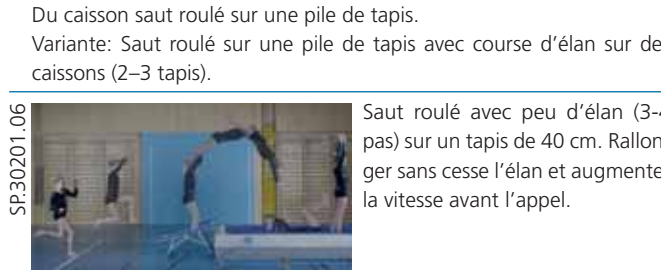 Du caisson saut roulé sur une pile de tapis.
Variante: Saut roulé sur une pile de tapis avec course d'élan sur de
caissons (2–3 tapis).
SP.30201.06
Saut roulé avec peu d'élan (3-4
pas) sur un tapis de 40 cm. Rallon
ger sans cesse l'élan et augmente
la vitesse avant l'appel.